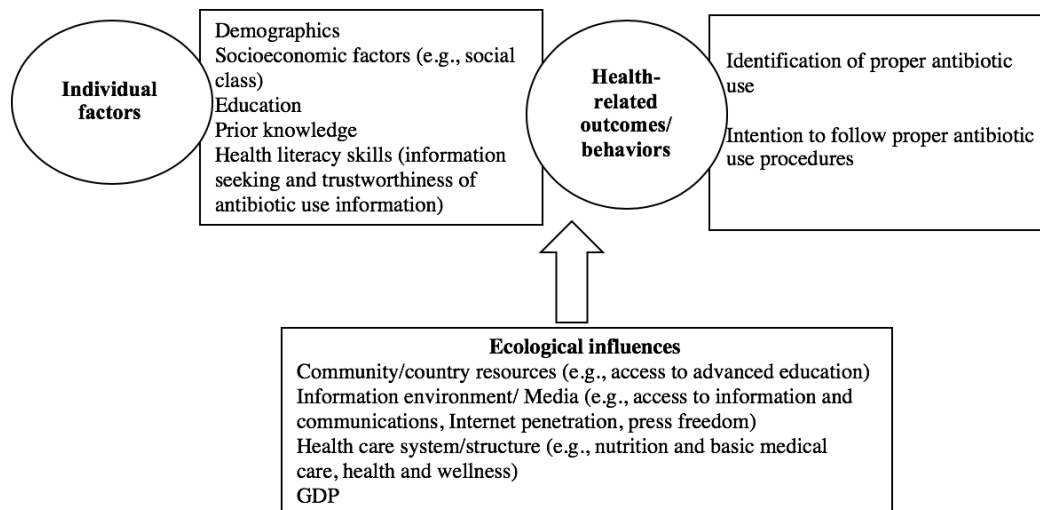 Individual
factors
Demographics
Socioeconomic factors (e.g., social
class)
Education
Prior knowledge
Health literacy skills (information
seeking and trustworthiness of
antibiotic use information)
Health-
related
outcomes/
behaviors
Identification of proper antibiotic
use
Intention to follow proper antibiotic
use procedures
Ecological influences
Community/country resources (e.g., access to advanced education)
Information environment/ Media (e.g., access to information and
communications, Internet penetration, press freedom)
Health care system/structure (e.g., nutrition and basic medical
care, health and wellness)
GDP